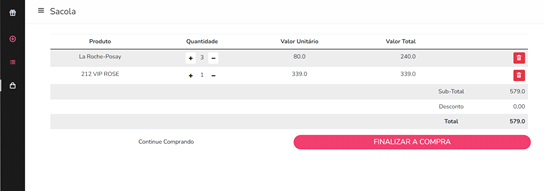 Sacola
Produto Quantidade Valor Unitário Valor Total
La Roche-Posay + 3 − 80.0 240.0
212 VIP ROSE + 1 − 339.0 339.0
Sub-Total 579.0
Desconto 0,00
Total 579.0
Continue Comprando FINALIZAR A COMPRA